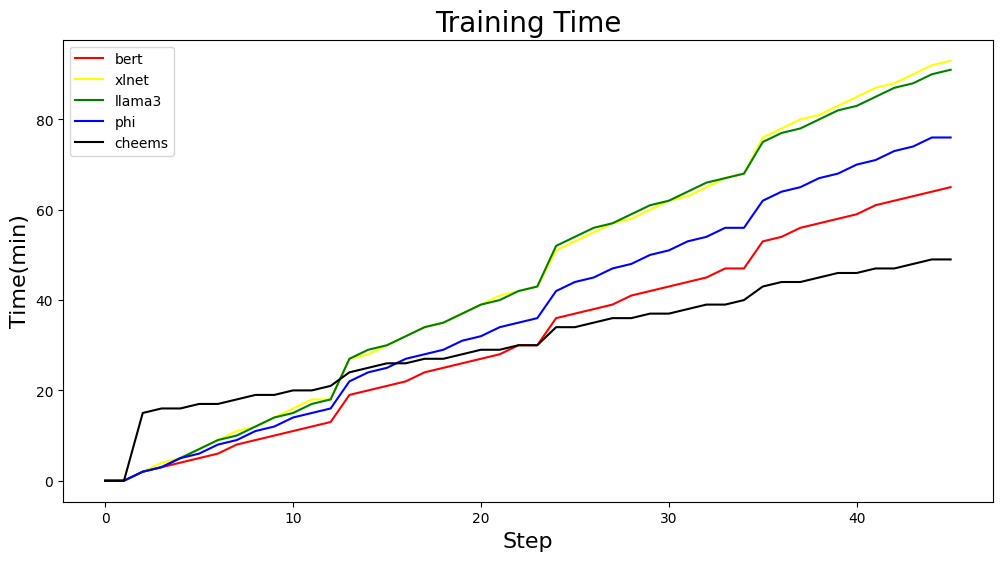 Training Time
bert
xlnet
llama3
phi
cheems
80
60
40
20
0
Time(min)
0 10 20 30 40
Step